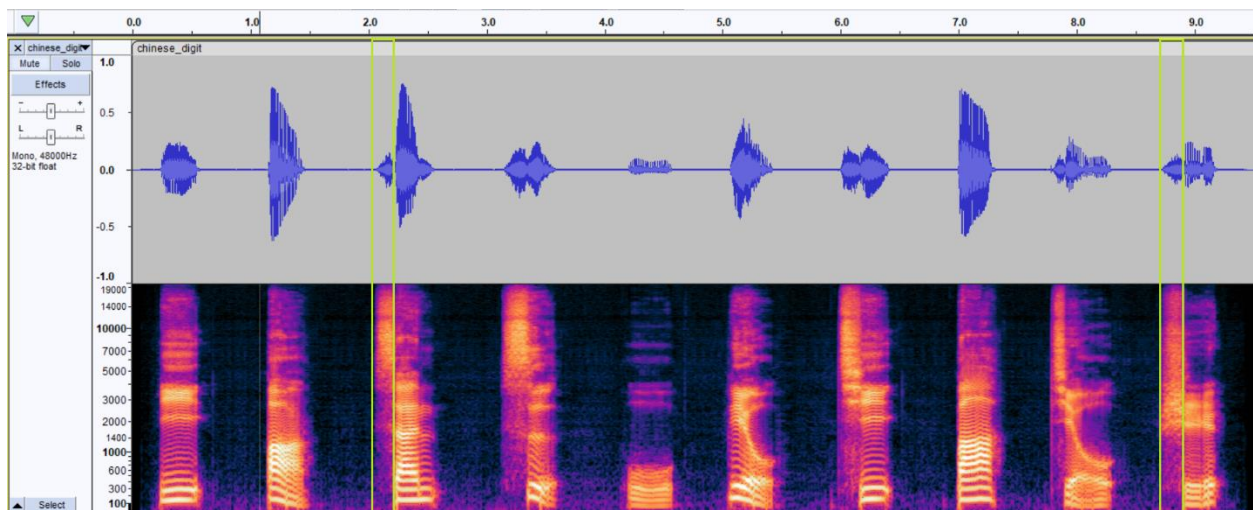 0.0 1.0 2.0 3.0 4.0 5.0 6.0 7.0 8.0 9.0
× chinese_digit
chinese_digit
Mute Solo
Effects
- +
L R
Mono, 48000Hz
32-bit float
Select
1.0
0.5
0.0
-0.5
-1.0
19000
14000
10000
7000
5000
3000
2000
1400
1000
600
300
100